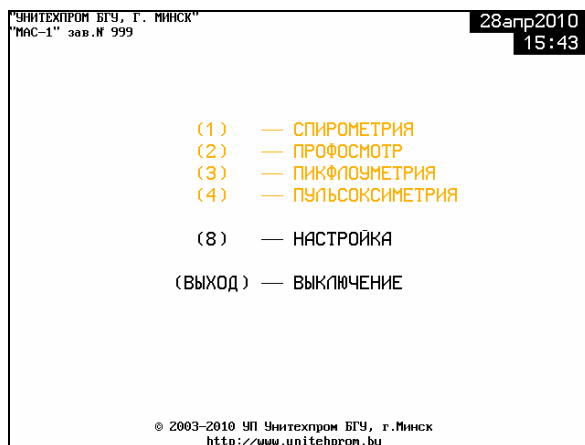 "УНИТЕХПРОМ БГУ, Г. МИНСК"
"МАС-1" зав.№ 999
28апр2010
15:43
(1) — СПИРОМЕТРИЯ
(2) — ПРОФОСМОТР
(3) — ПИКФЛОУМЕТРИЯ
(4) — ПУЛЬСОКСИМЕТРИЯ
(8) — НАСТРОЙКА
(ВЫХОД) — ВЫКЛЮЧЕНИЕ
© 2003-2010 УП Унитехпром БГУ, г.Минск
http://www.unitehprom.by